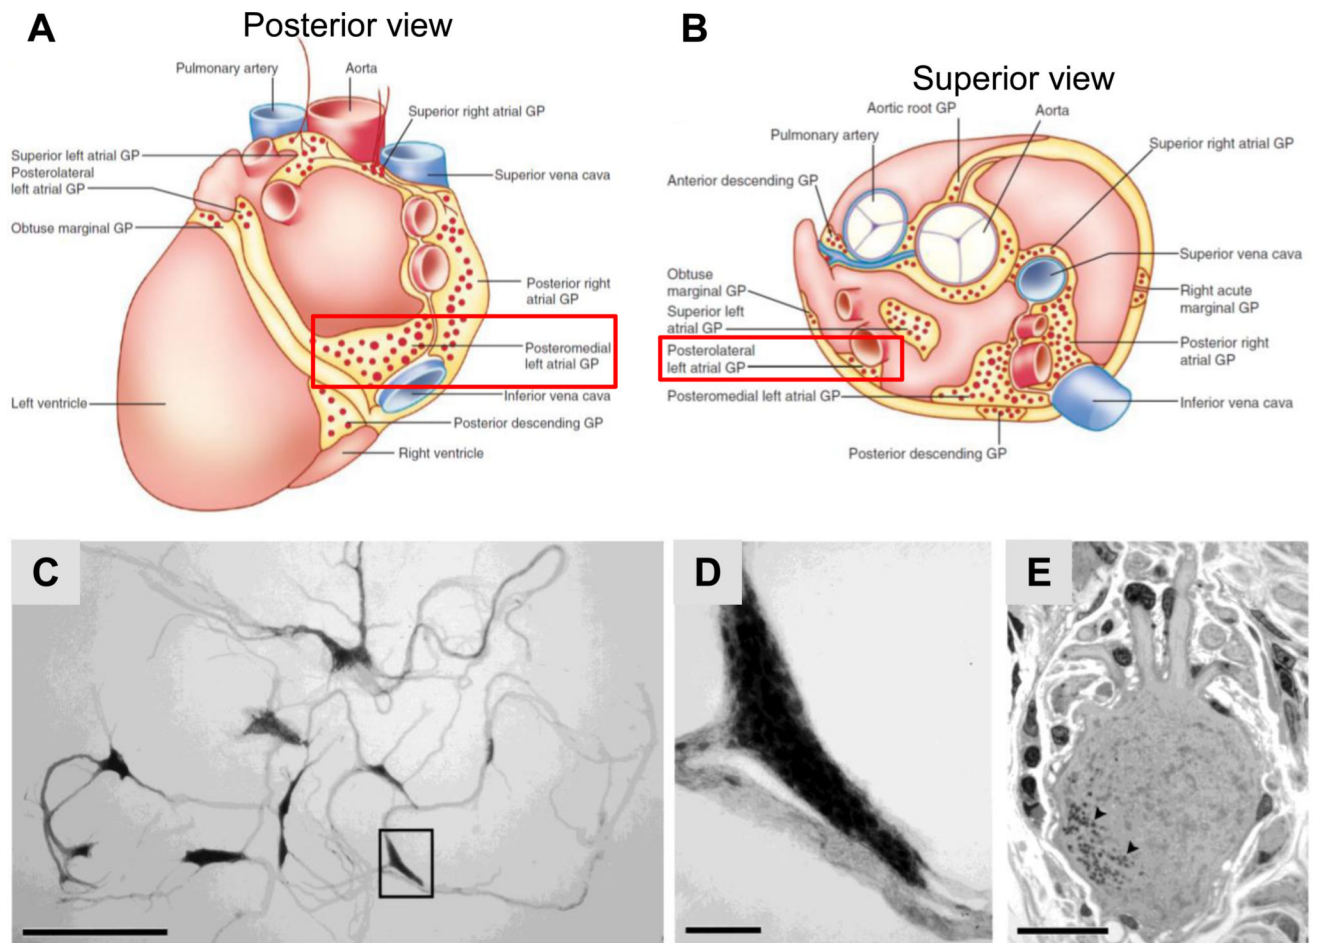 A
Posterior view
Pulmonary artery
Aorta
Superior right atrial GP
Superior left atrial GP
Posterolateral
left atrial GP
Superior vena cava
Obtuse marginal GP
Posterior right
atrial GP
Posteromedial
left atrial GP
Left ventricle
Inferior vena cava
Posterior descending GP
Right ventricle
B
Superior view
Aortic root GP
Aorta
Pulmonary artery
Superior right atrial GP
Anterior descending GP
Superior vena cava
Obtuse
marginal GP
Right acute
marginal GP
Superior left
atrial GP
Posterolateral
left atrial GP
Posterior right
atrial GP
Posteromedial left atrial GP
Inferior vena cava
Posterior descending GP
C
D
E